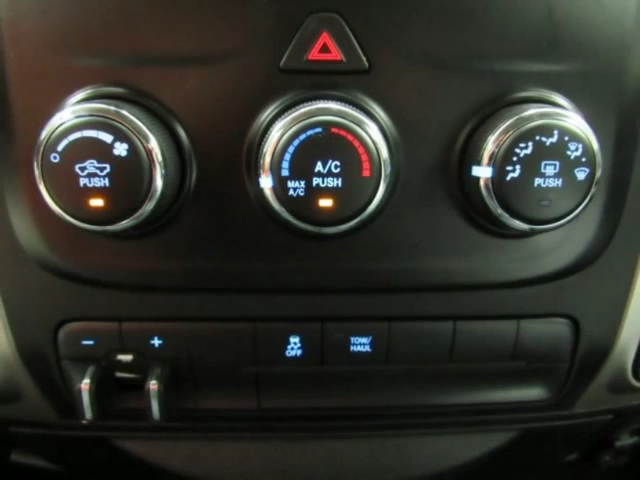 PUSH
A/C
PUSH
MAX
A/C
PUSH
- +
OFF
TOW/
HAUL